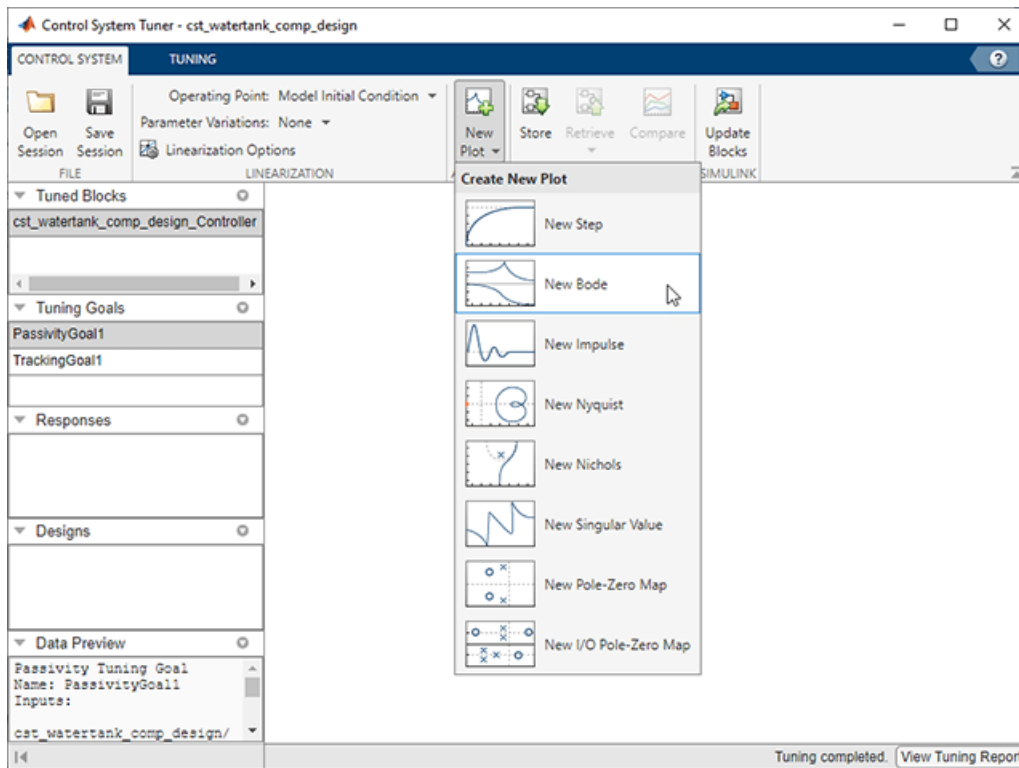 Control System Tuner - cst_watertank_comp_design
CONTROL SYSTEM
TUNING
?
Open
Session
Save
Session
FILE
Operating Point: Model Initial Condition
Parameter Variations: None
Linearization Options
LINEARIZATION
New
Plot
Store
Retrieve
Compare
Update
Blocks
SIMULINK
Tuned Blocks
cst_watertank_comp_design_Controller
Tuning Goals
PassivityGoal1
TrackingGoal1
Responses
Designs
Data Preview
Passivity Tuning Goal
Name: PassivityGoal1
Inputs:
cst_watertank_comp_design/
Create New Plot
New Step
New Bode
New Impulse
New Nyquist
New Nichols
New Singular Value
New Pole-Zero Map
New I/O Pole-Zero Map
Tuning completed.
View Tuning Report